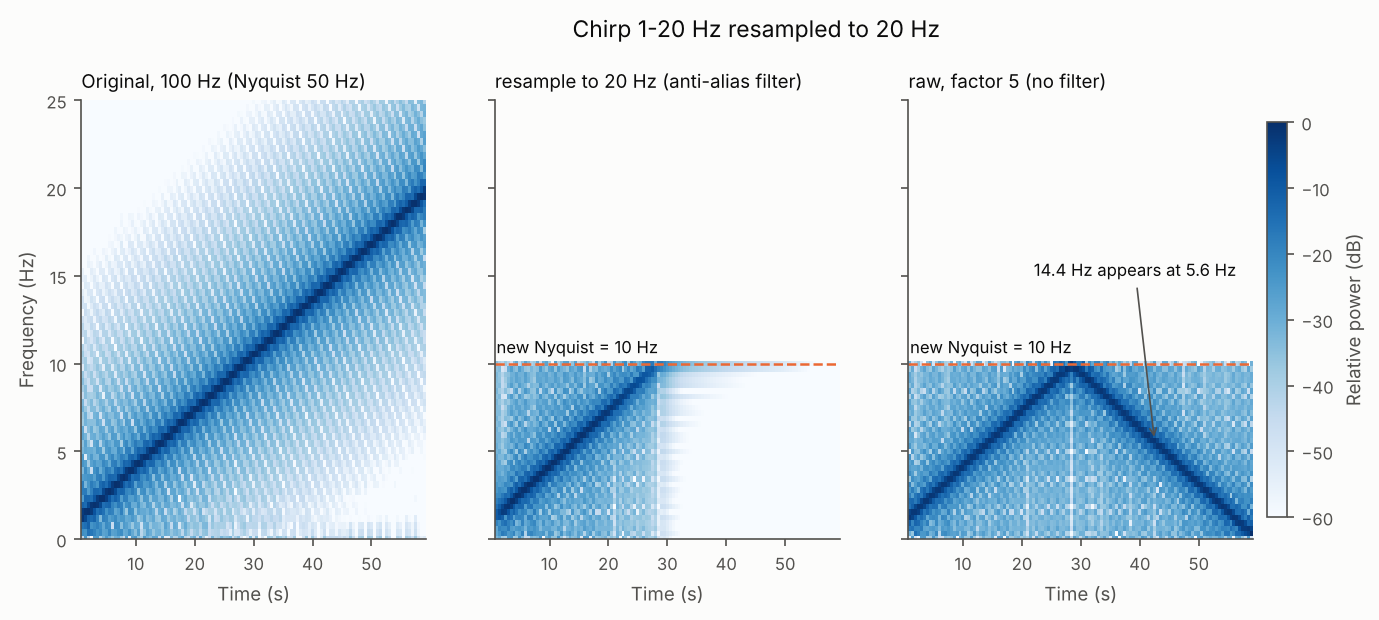 Chirp 1-20 Hz resampled to 20 Hz
Original, 100 Hz (Nyquist 50 Hz)
resample to 20 Hz (anti-alias filter)
raw, factor 5 (no filter)
Frequency (Hz)
25
20
15
10
5
0
10
20
30
40
50
Time (s)
new Nyquist = 10 Hz
10
20
30
40
50
Time (s)
14.4 Hz appears at 5.6 Hz
new Nyquist = 10 Hz
10
20
30
40
50
Time (s)
0
−10
−20
−30
−40
−50
−60
Relative power (dB)